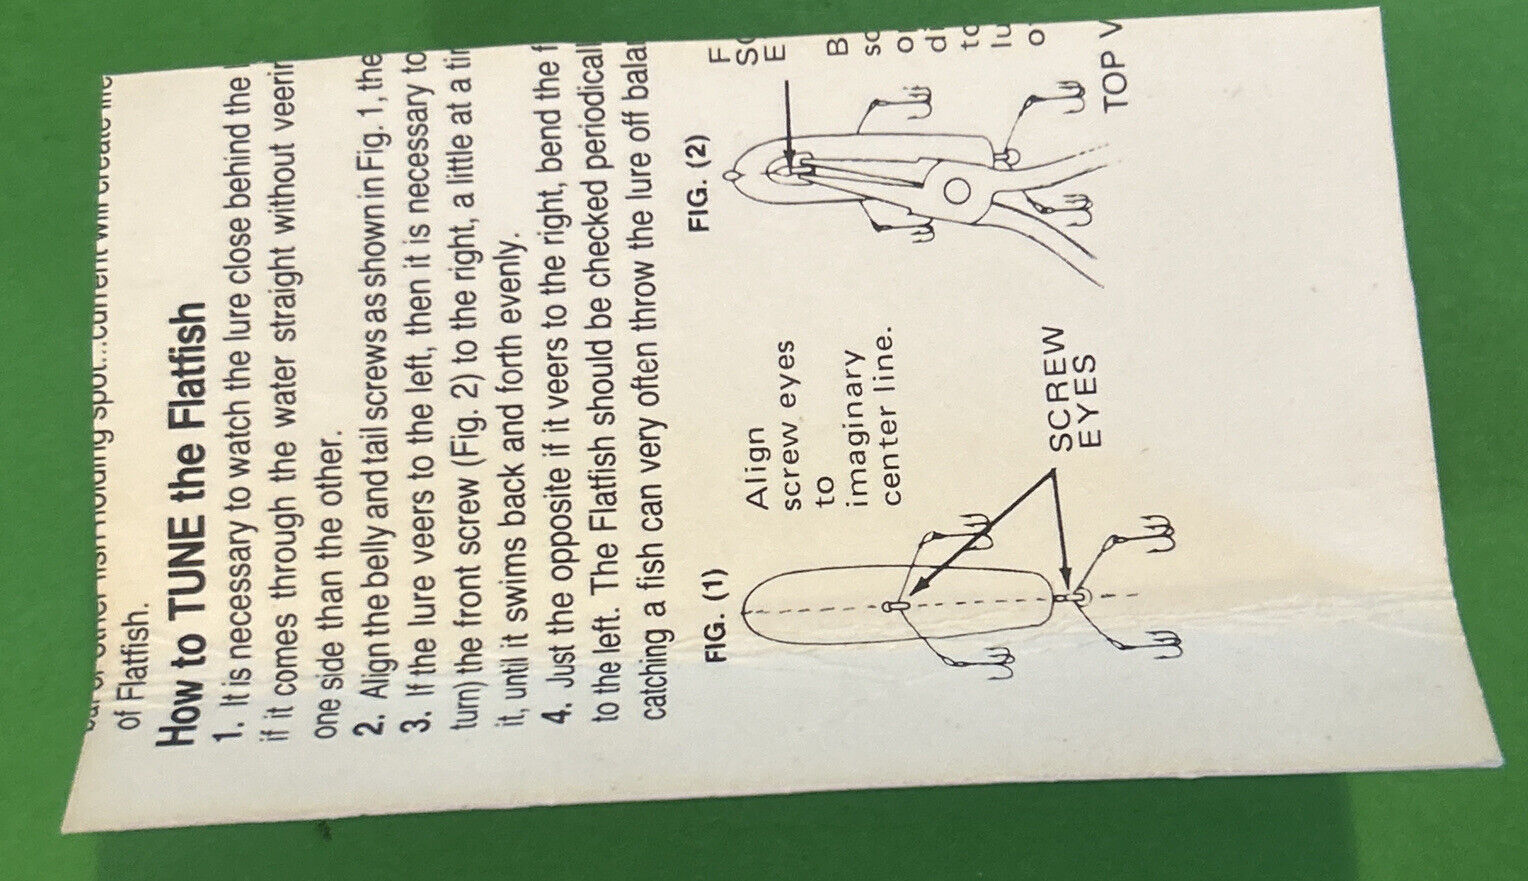 of Flatfish.
How to TUNE the Flatfish
1. It is necessary to watch the lure close behind the
if it comes through the water straight without
one side than the other.
2. Align the belly and tail screws as shown in Fig. 1, the
3. If the lure veers to the left, then it is necessary to
turn) the front screw (Fig. 2) to the right, a little at a
it, until it swims back and forth evenly.
4. Just the opposite if it veers to the right, bend the f
to the left. The Flatfish should be checked periodicall
catching a fish can very often throw the lure off
FIG. (1)
Align
screw eyes
to
imaginary
center line.
SCREW
EYES
FIG. (2)
F
E
B
TOP V